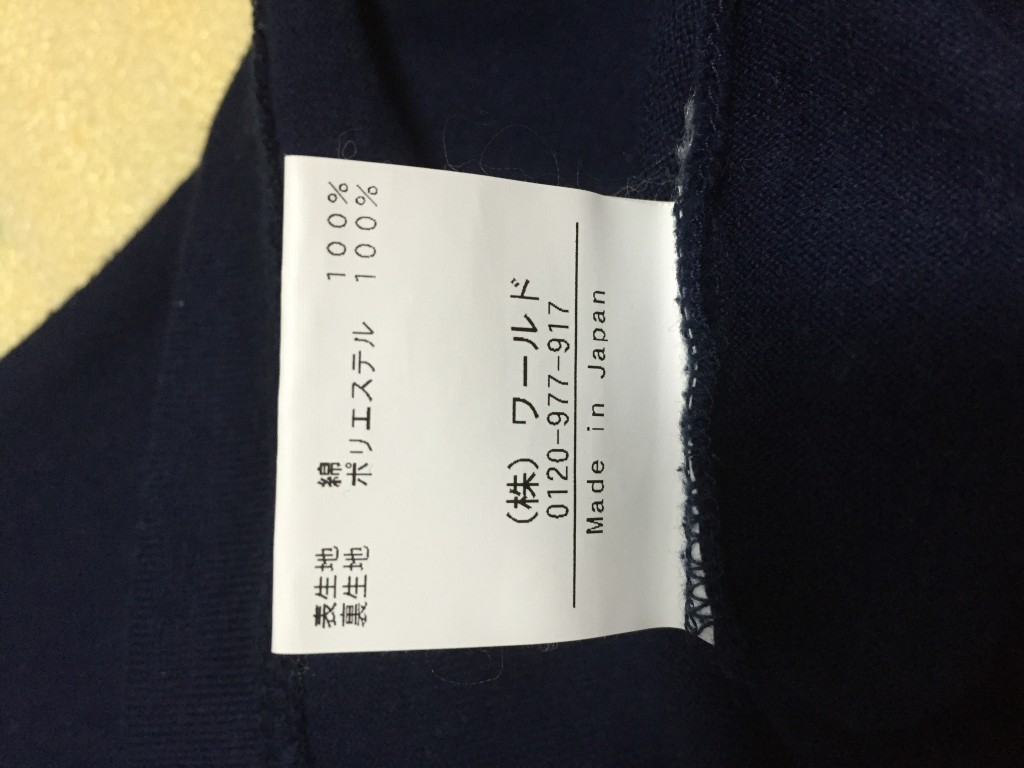 表生地 綿 100%
裏生地 ポリエステル 100%
(株) ワールド
0120-977-917
Made in Japan